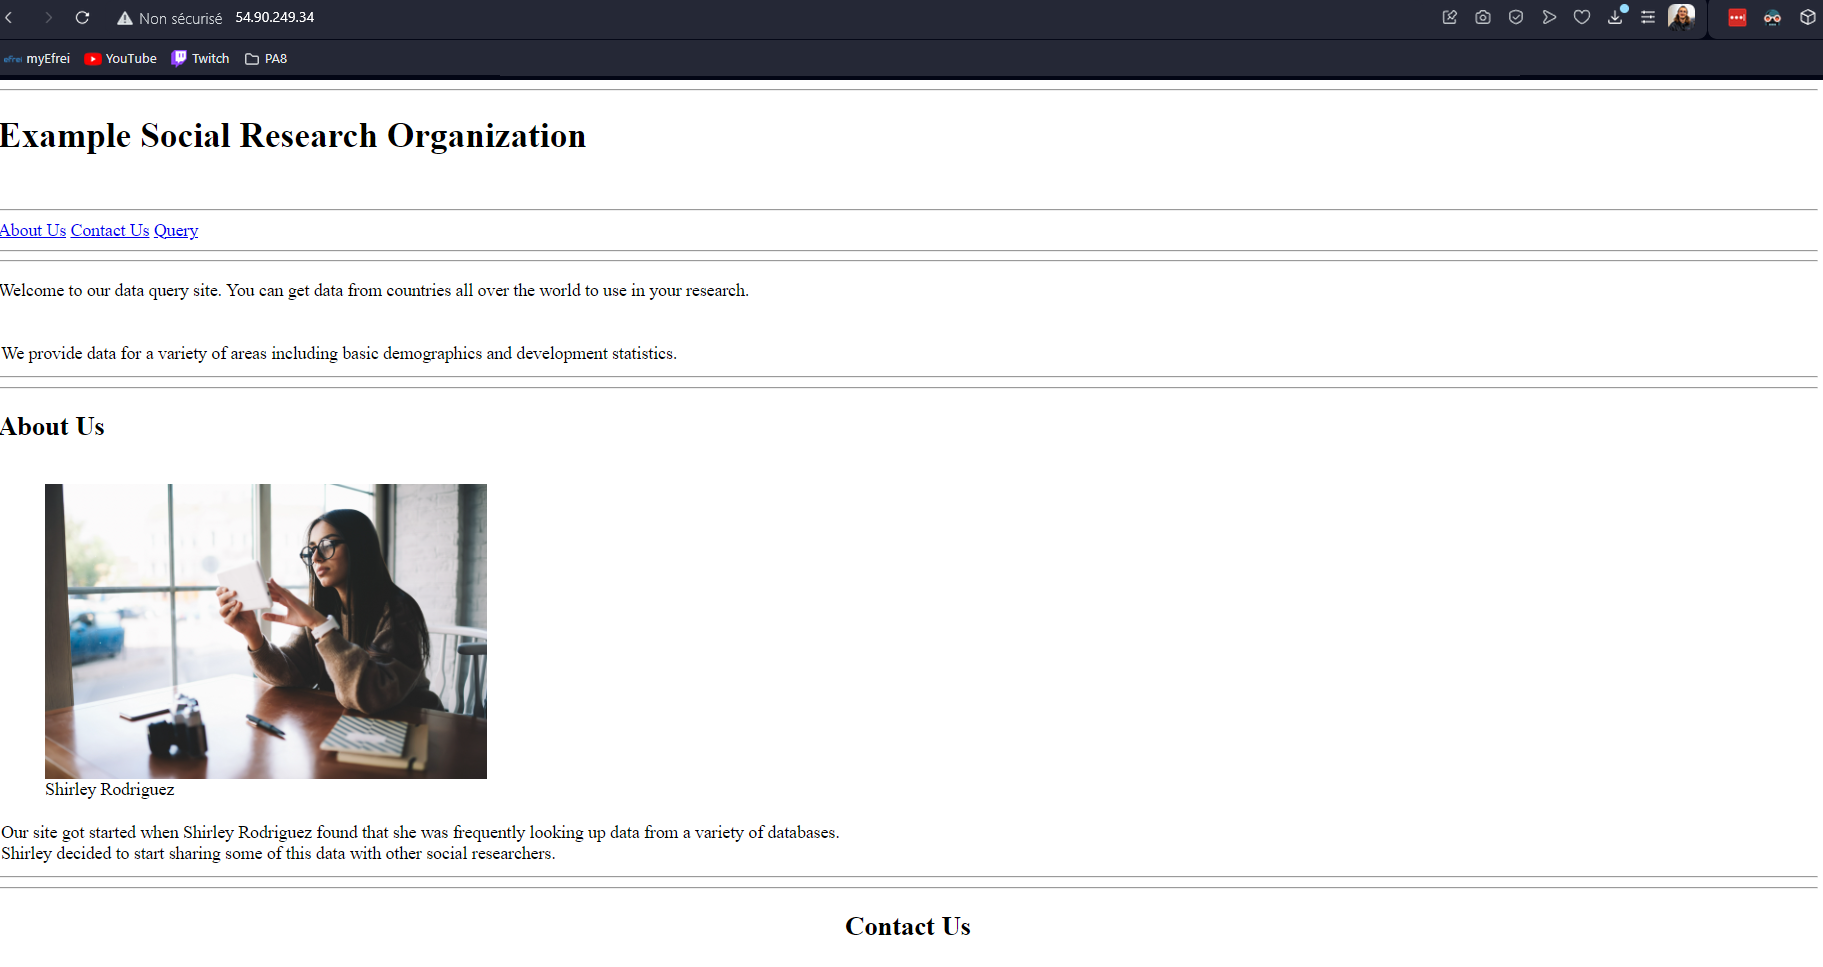 Non sécurisé 54.90.249.34
efrei myEfrei YouTube Twitch PA8
Example Social Research Organization
About Us Contact Us Query
Welcome to our data query site. You can get data from countries all over the world to use in your research.
We provide data for a variety of areas including basic demographics and development statistics.
About Us
Shirley Rodriguez
Our site got started when Shirley Rodriguez found that she was frequently looking up data from a variety of databases.
Shirley decided to start sharing some of this data with other social researchers.
Contact Us